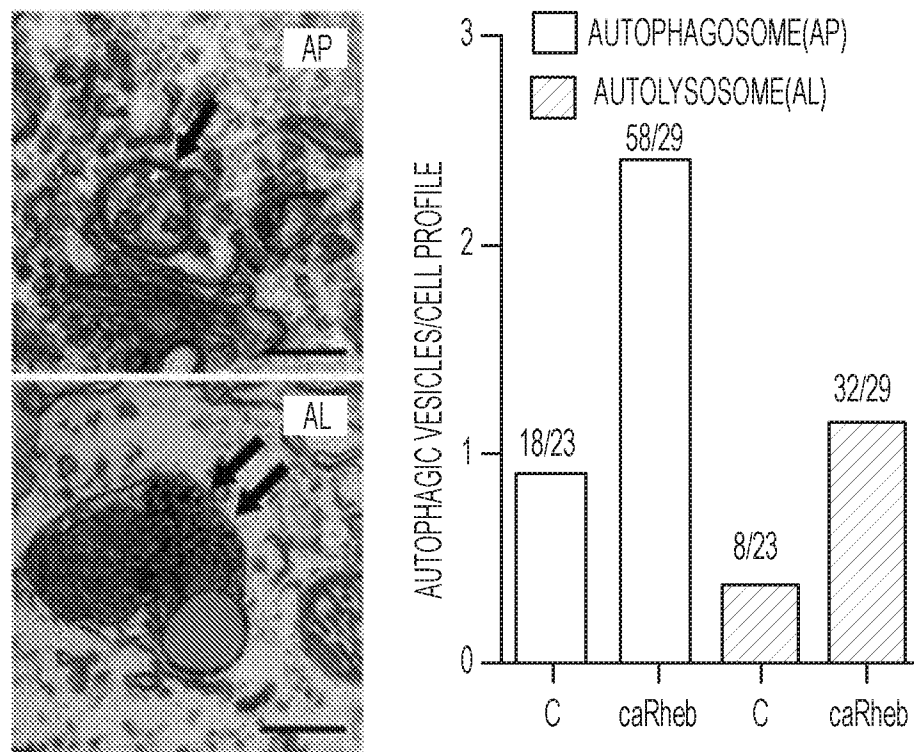 AP
AL
AUTOPHAGIC VESICLES/CELL PROFILE
3
2
1
0
AUTOPHAGOSOME(AP)
AUTOLYSOSOME(AL)
18/23
58/29
8/23
32/29
C
caRheb
C
caRheb